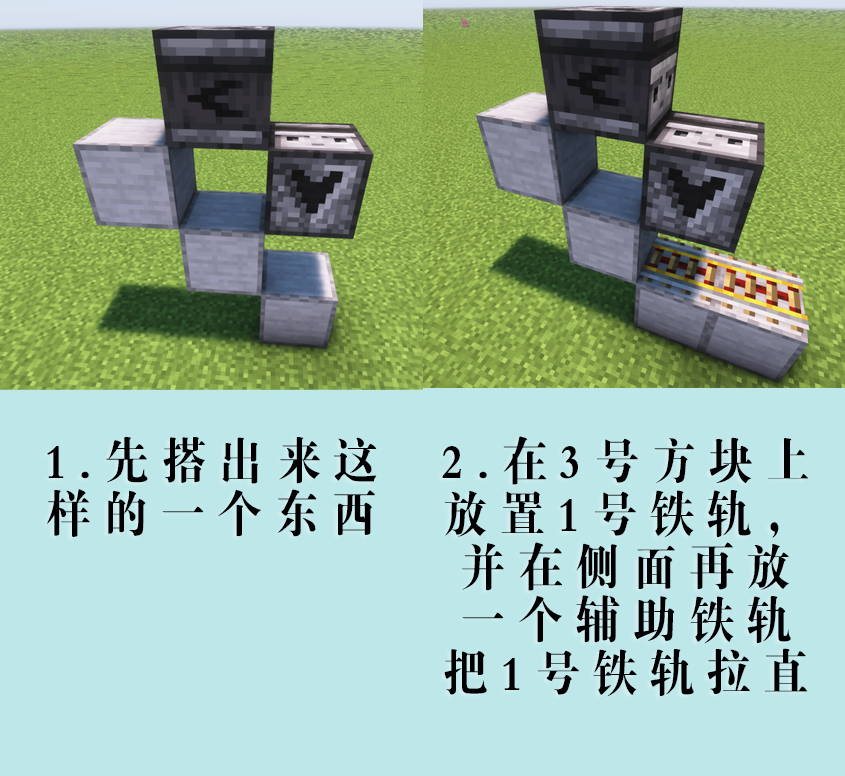 1.先搭出来这
样的一个东西
2.在3号方块上
放置1号铁轨，
并在侧面再放
一个辅助铁轨
把1号铁轨拉直